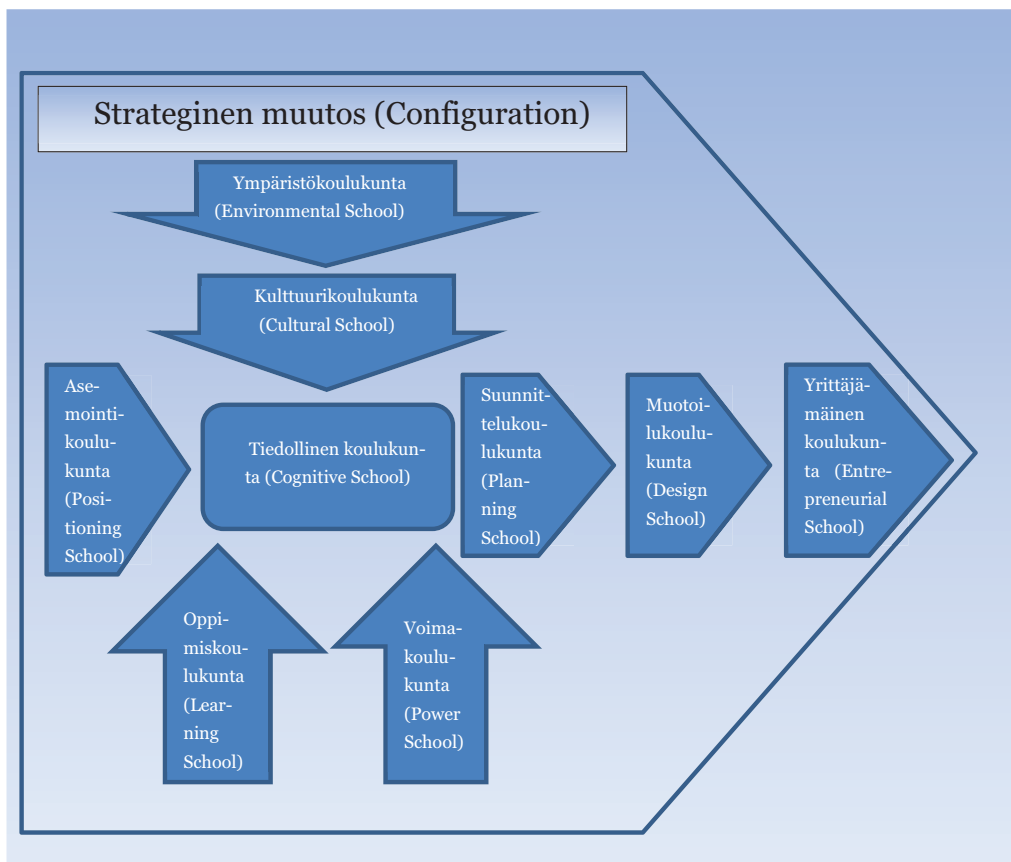 Strateginen muutos (Configuration)
Ympäristökoulukunta
(Environmental School)
Kulttuurikoulukunta
(Cultural School)
Ase-
mointi-
koulu-
kunta
(Posi-
tioning
School)
Tiedollinen koulukun-
ta (Cognitive School)
Suunnit-
telukou-
lukunta
(Plan-
ning
School)
Muotoi-
lukoulu-
kunta
(Design
School)
Yrittäjä-
mäinen
koulukun-
ta (Entre-
preneurial
School)
Oppi-
miskou-
lukunta
(Lear-
ning
School)
Voima-
koulu-
kunta
(Power
School)